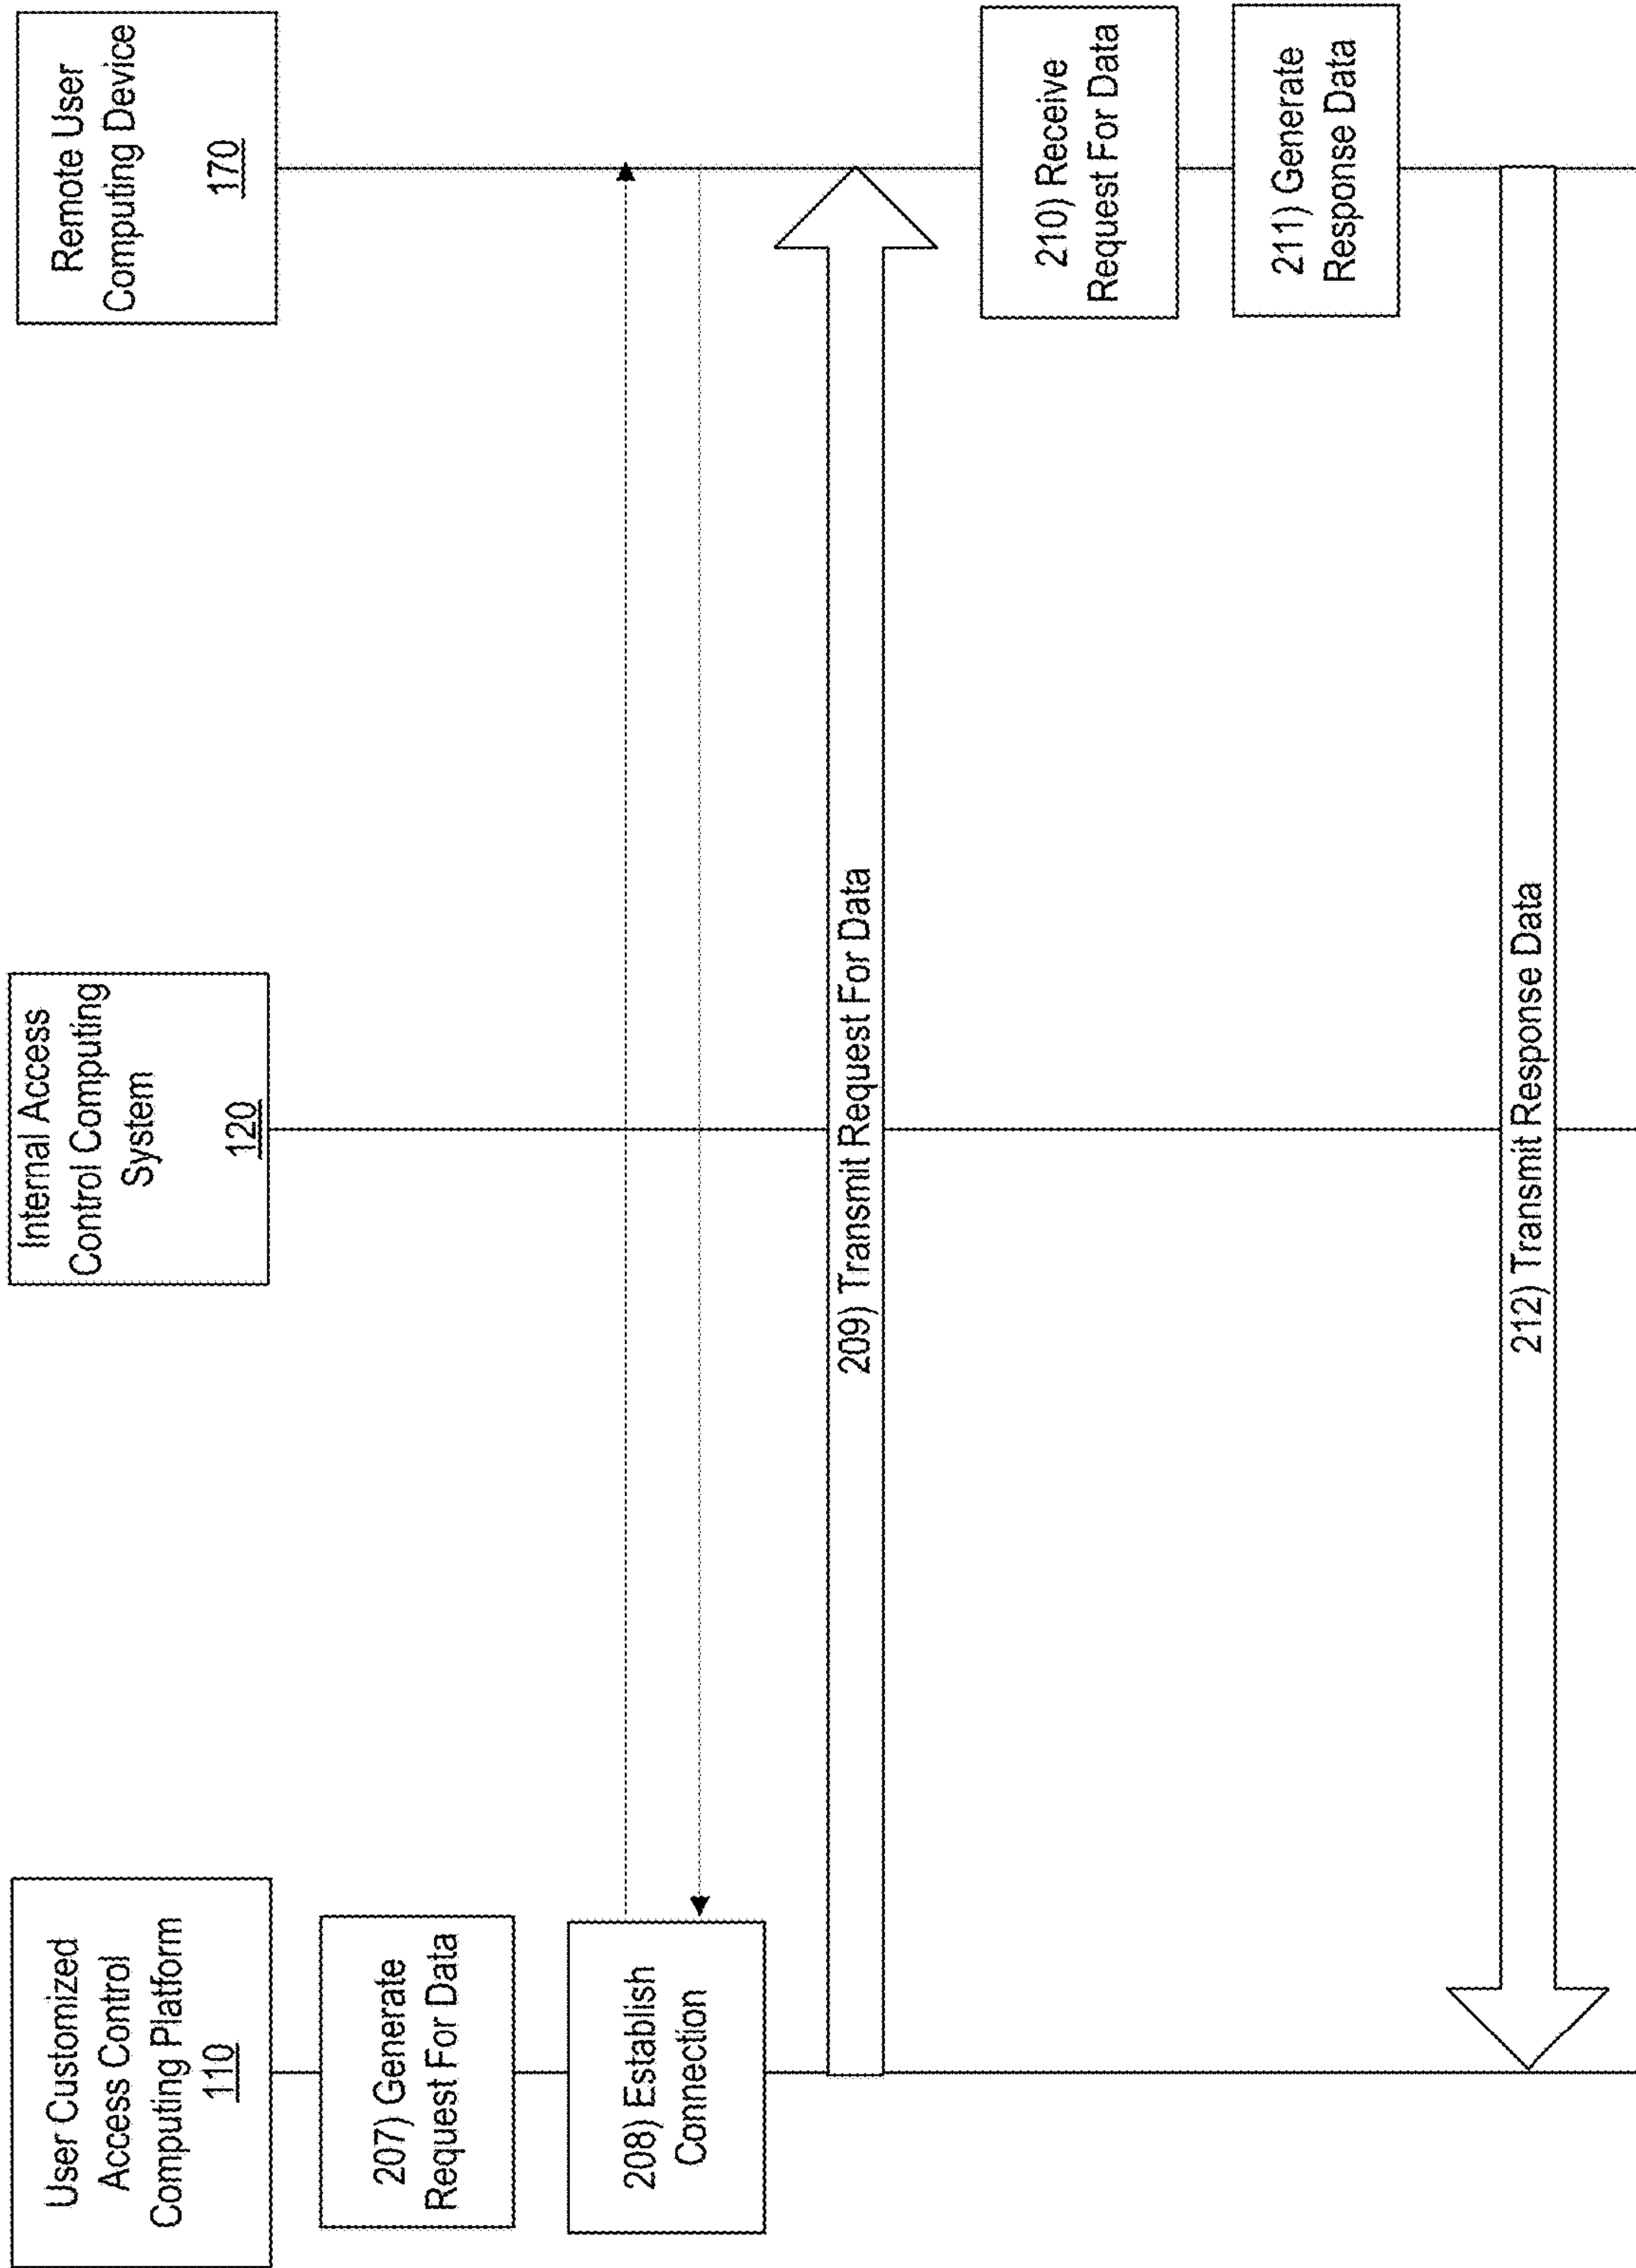 User Customized
Access Control
Computing Platform
110
Internal Access
Control Computing
System
120
Remote User
Computing Device
170
207) Generate
Request For Data
208) Establish
Connection
209) Transmit Request For Data
210) Receive
Request For Data
211) Generate
Response Data
212) Transmit Response Data